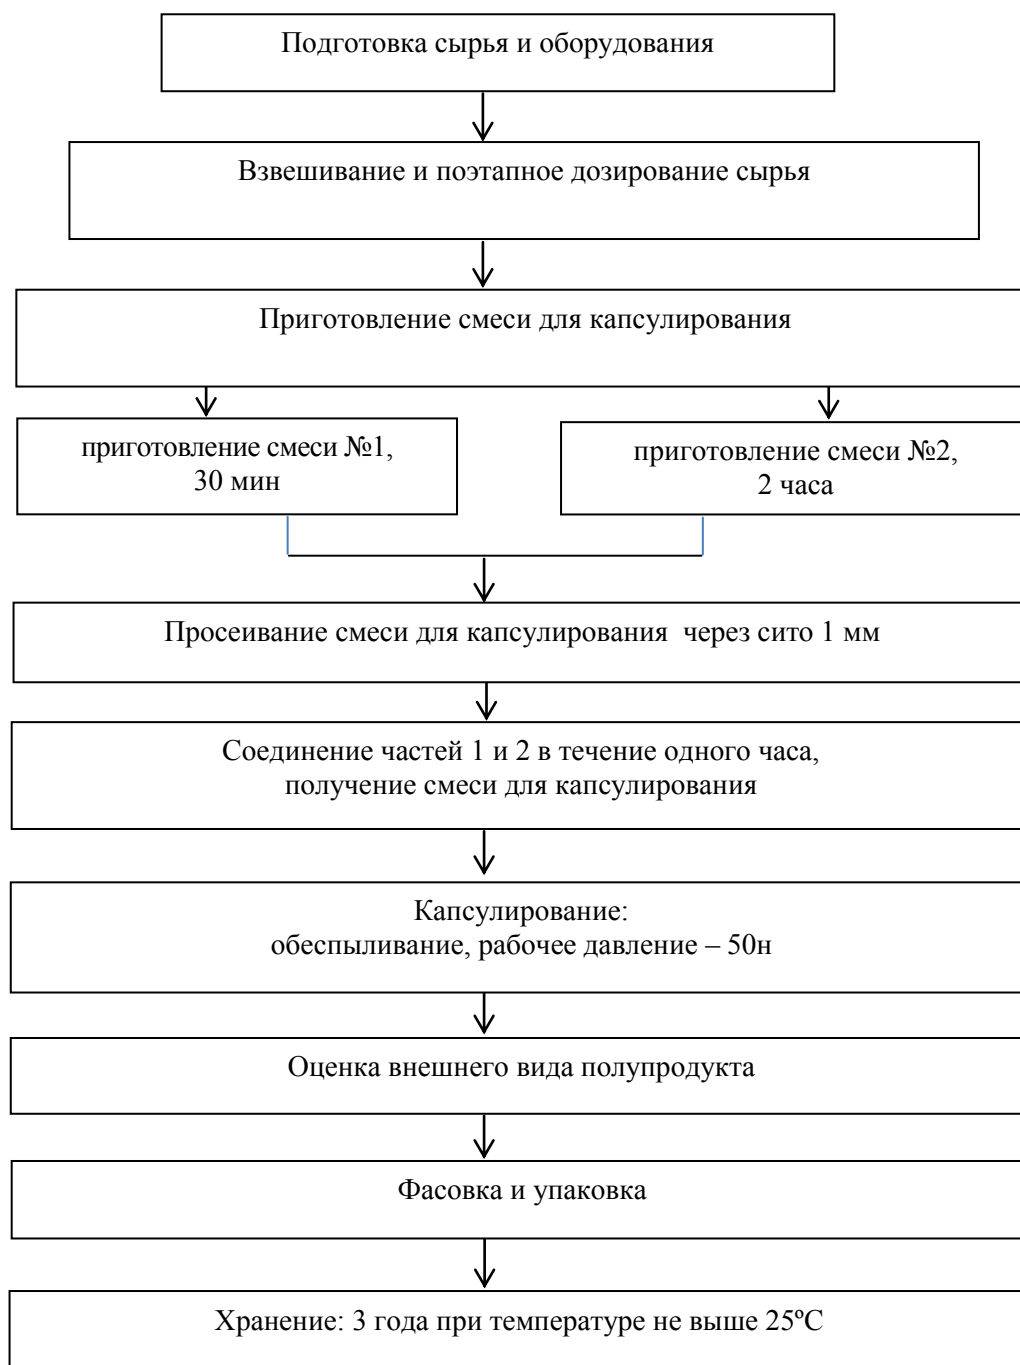 Подготовка сырья и оборудования
Взвешивание и поэтапное дозирование сырья
Приготовление смеси для капсулирования
приготовление смеси №1,
30 мин
приготовление смеси №2,
2 часа
Просеивание смеси для капсулирования через сито 1 мм
Соединение частей 1 и 2 в течение одного часа,
получение смеси для капсулирования
Капсулирование:
обеспыливание, рабочее давление – 50н
Оценка внешнего вида полупродукта
Фасовка и упаковка
Хранение: 3 года при температуре не выше 25ºС